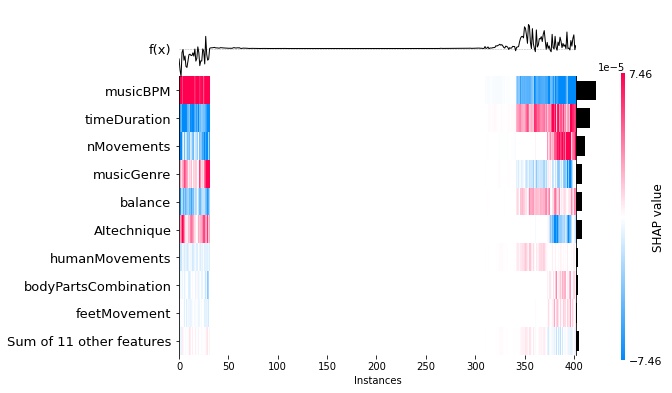 f(x)
musicBPM
timeDuration
nMovements
musicGenre
balance
AItechnique
humanMovements
bodyPartsCombination
feetMovement
Sum of 11 other features
0 50 100 150 200 250 300 350 400
Instances
1e−5
7.46
SHAP value
−7.46